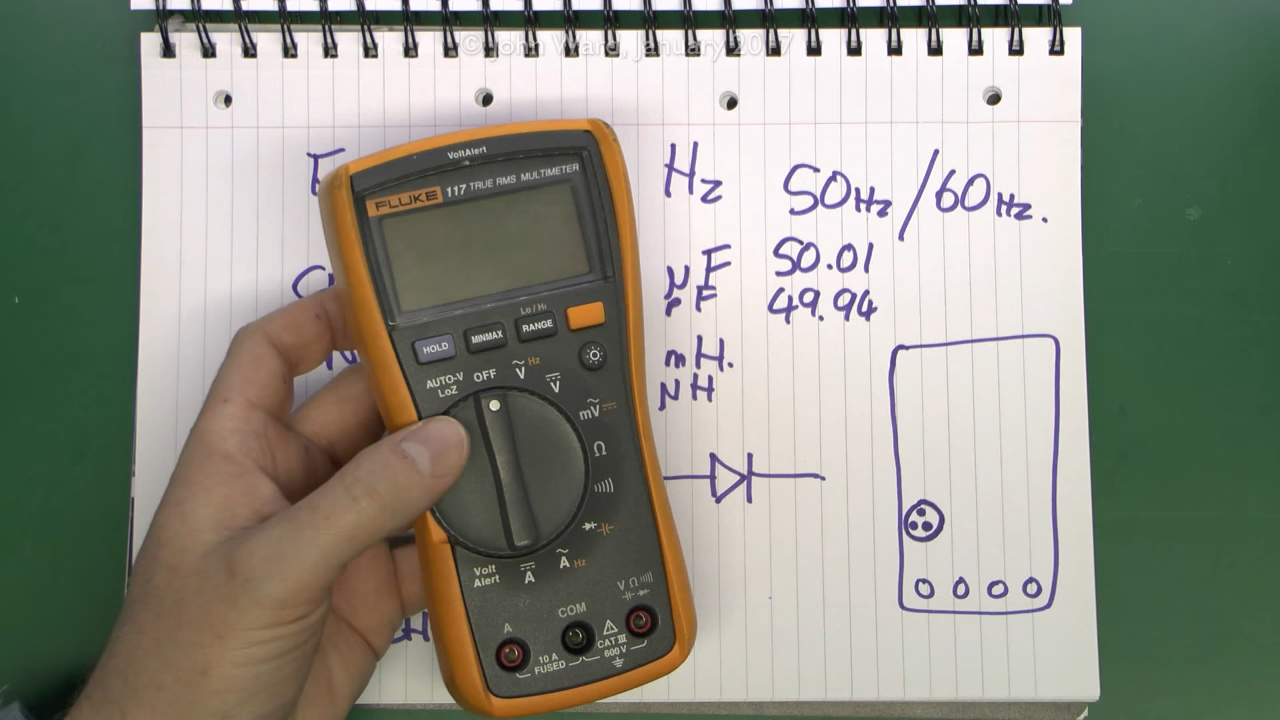 © John Ward, January 2017
Hz 50Hz/60Hz.
µF 50.01
PF 49.94
mH.
µH
VoltAlert
FLUKE 117 TRUE RMS MULTIMETER
HOLD MINMAX Lo / Hi RANGE
AUTO-V LoZ OFF Ṽ Hz V
mV
Ω
Volt Alert A Ã Hz
A COM V Ω
10 A FUSED CAT III 600 V